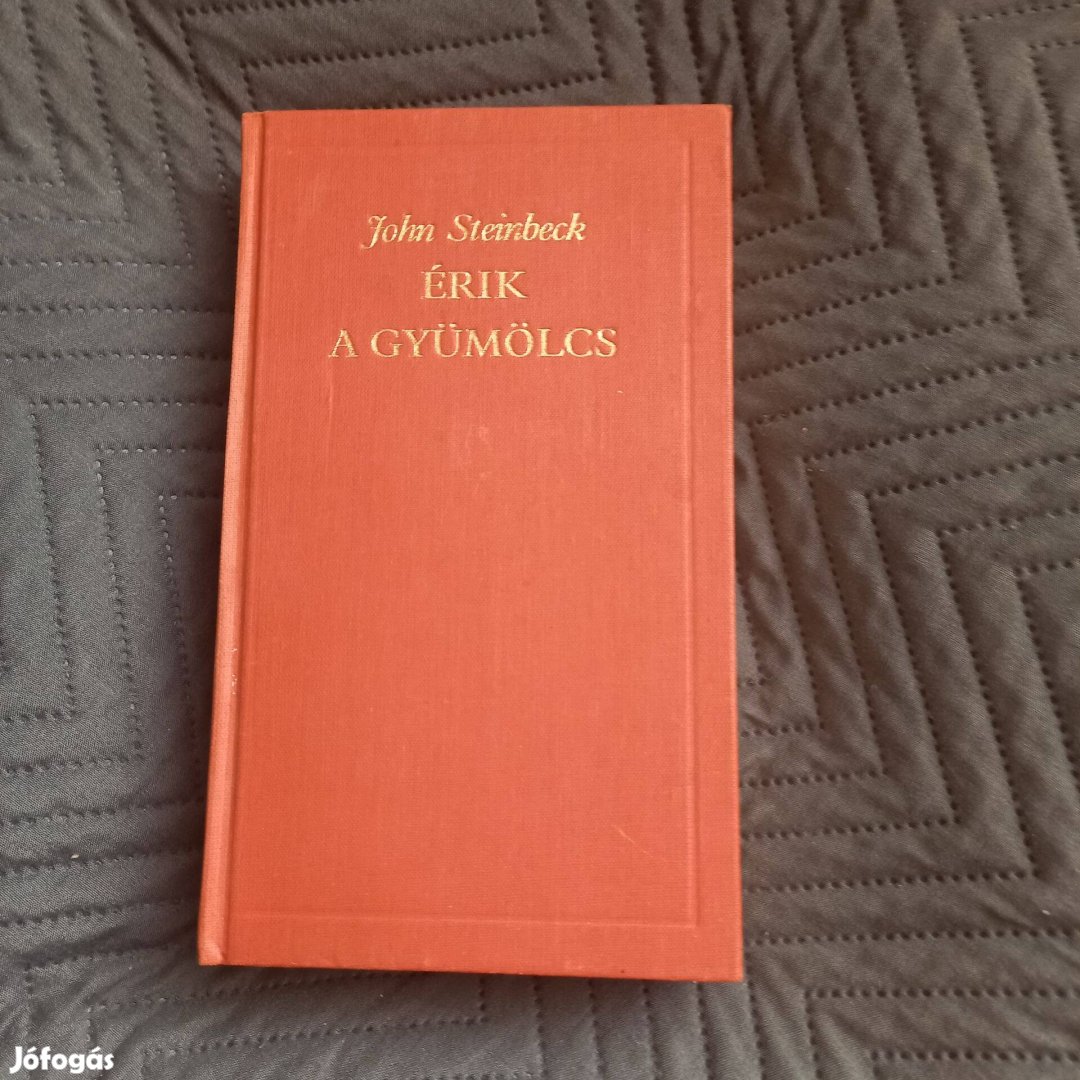 John Steinbeck
ÉRIK
A GYÜMÖLCS
Jófogás